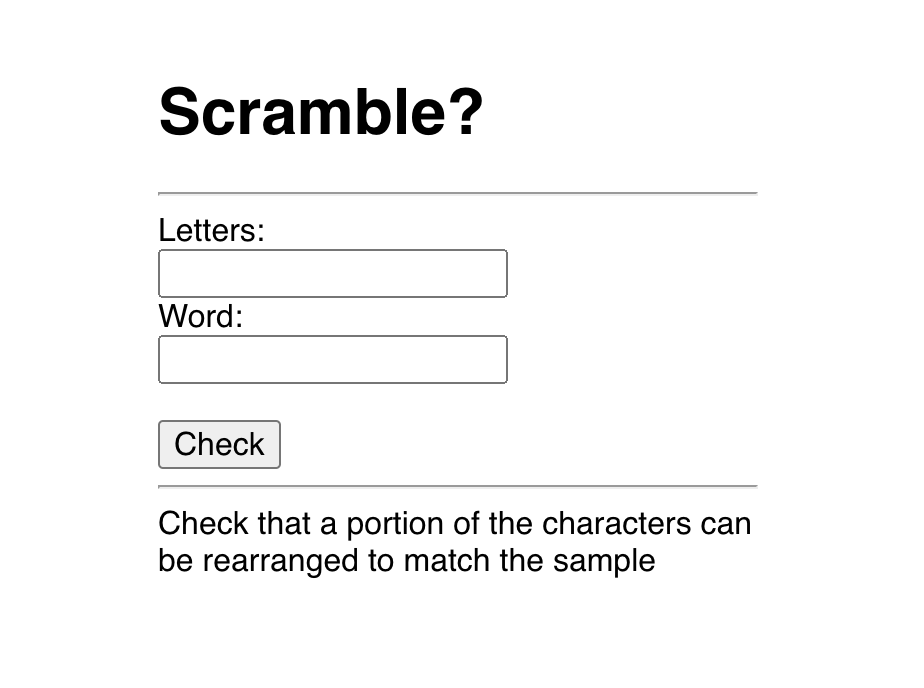 Scramble?
Letters:
Word:
Check
Check that a portion of the characters can
be rearranged to match the sample